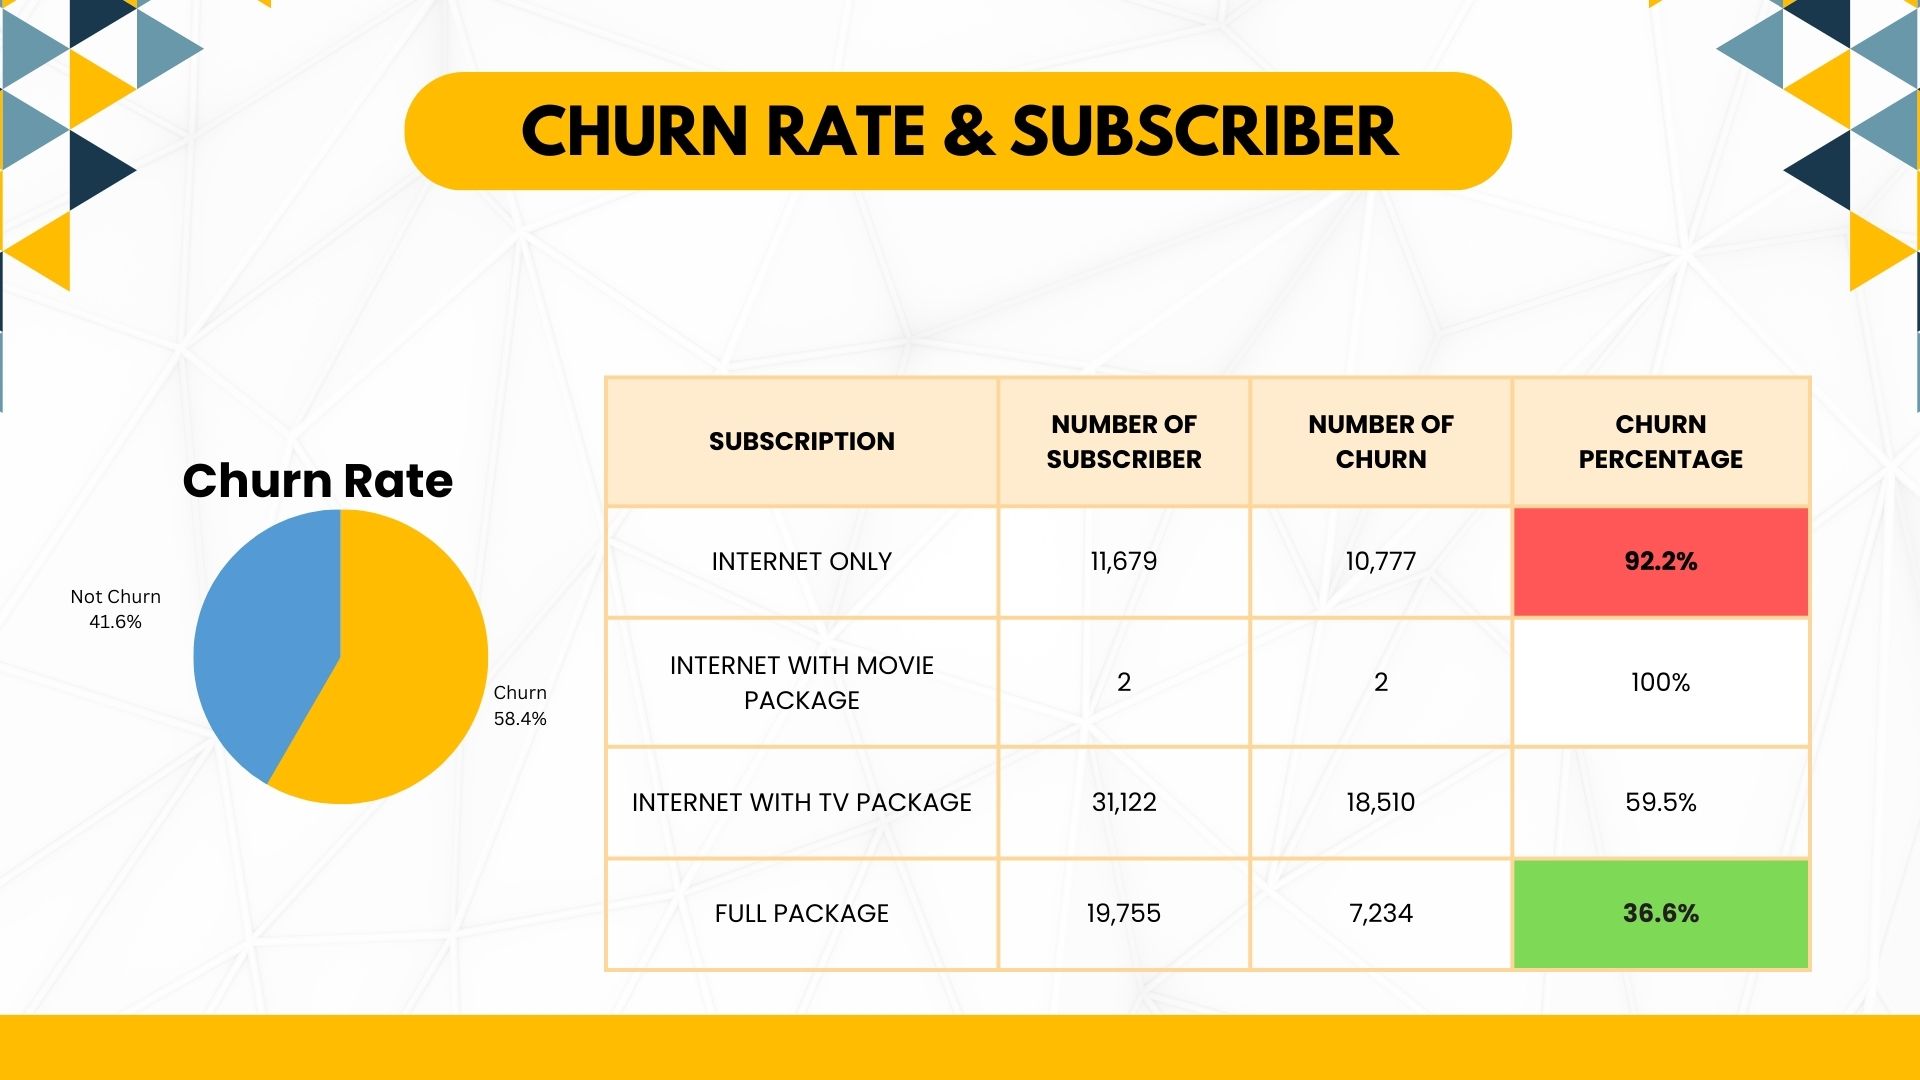 CHURN RATE & SUBSCRIBER
Churn Rate
Not Churn
41.6%
Churn
58.4%
SUBSCRIPTION
NUMBER OF
SUBSCRIBER
NUMBER OF
CHURN
CHURN
PERCENTAGE
INTERNET ONLY
11,679
10,777
92.2%
INTERNET WITH MOVIE
PACKAGE
2
2
100%
INTERNET WITH TV PACKAGE
31,122
18,510
59.5%
FULL PACKAGE
19,755
7,234
36.6%